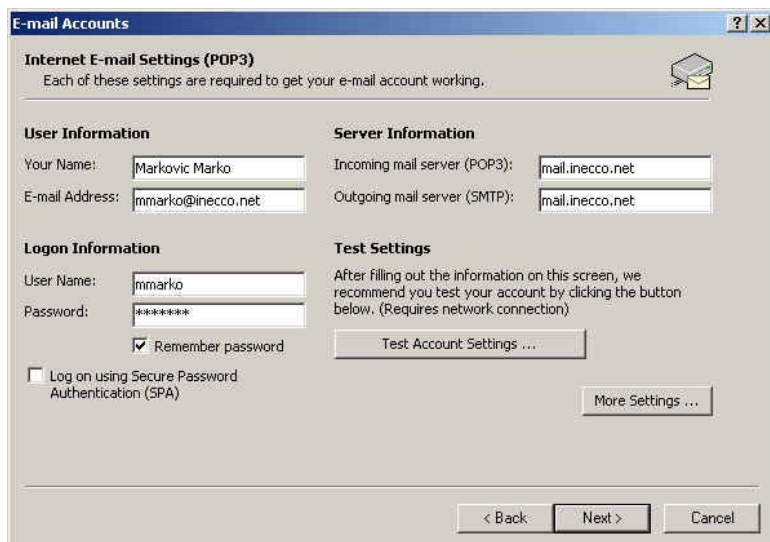 E-mail Accounts
Internet E-mail Settings (POP3)
Each of these settings are required to get your e-mail account working.
User Information
Your Name: Markovic Marko
E-mail Address: mmarko@inecco.net
Server Information
Incoming mail server (POP3): mail.inecco.net
Outgoing mail server (SMTP): mail.inecco.net
Logon Information
User Name: mmarko
Password: *******
Remember password
Log on using Secure Password
Authentication (SPA)
Test Settings
After filling out the information on this screen, we
recommend you test your account by clicking the button
below. (Requires network connection)
Test Account Settings ...
More Settings ...
< Back
Next >
Cancel